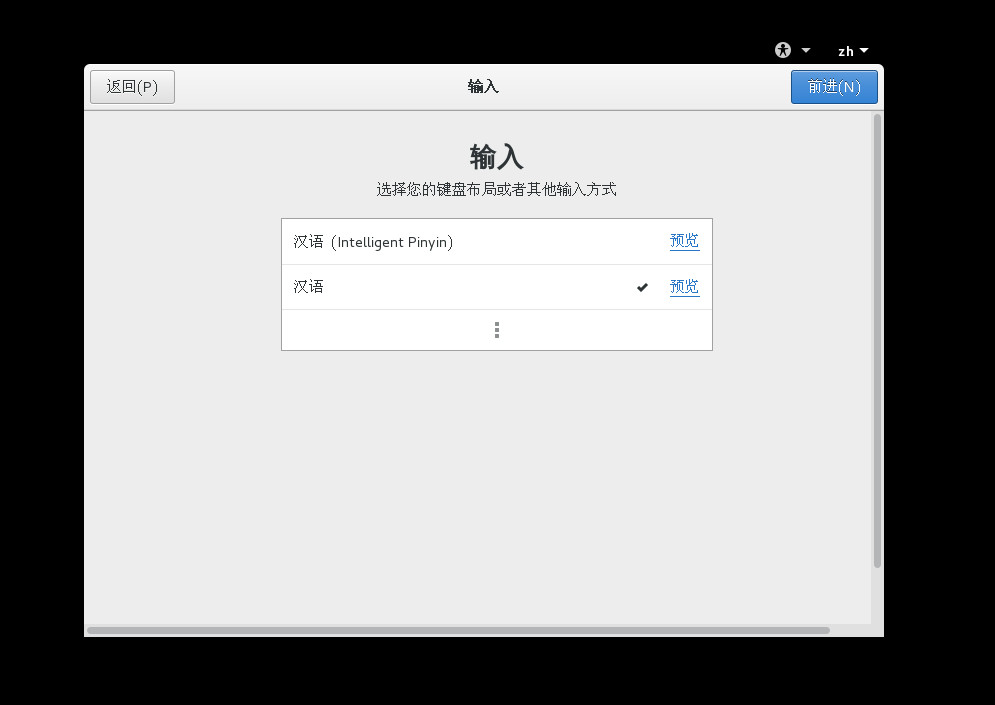 zh
返回(P)
输入
前进(N)
输入
选择您的键盘布局或者其他输入方式
汉语 (Intelligent Pinyin)
预览
汉语
预览